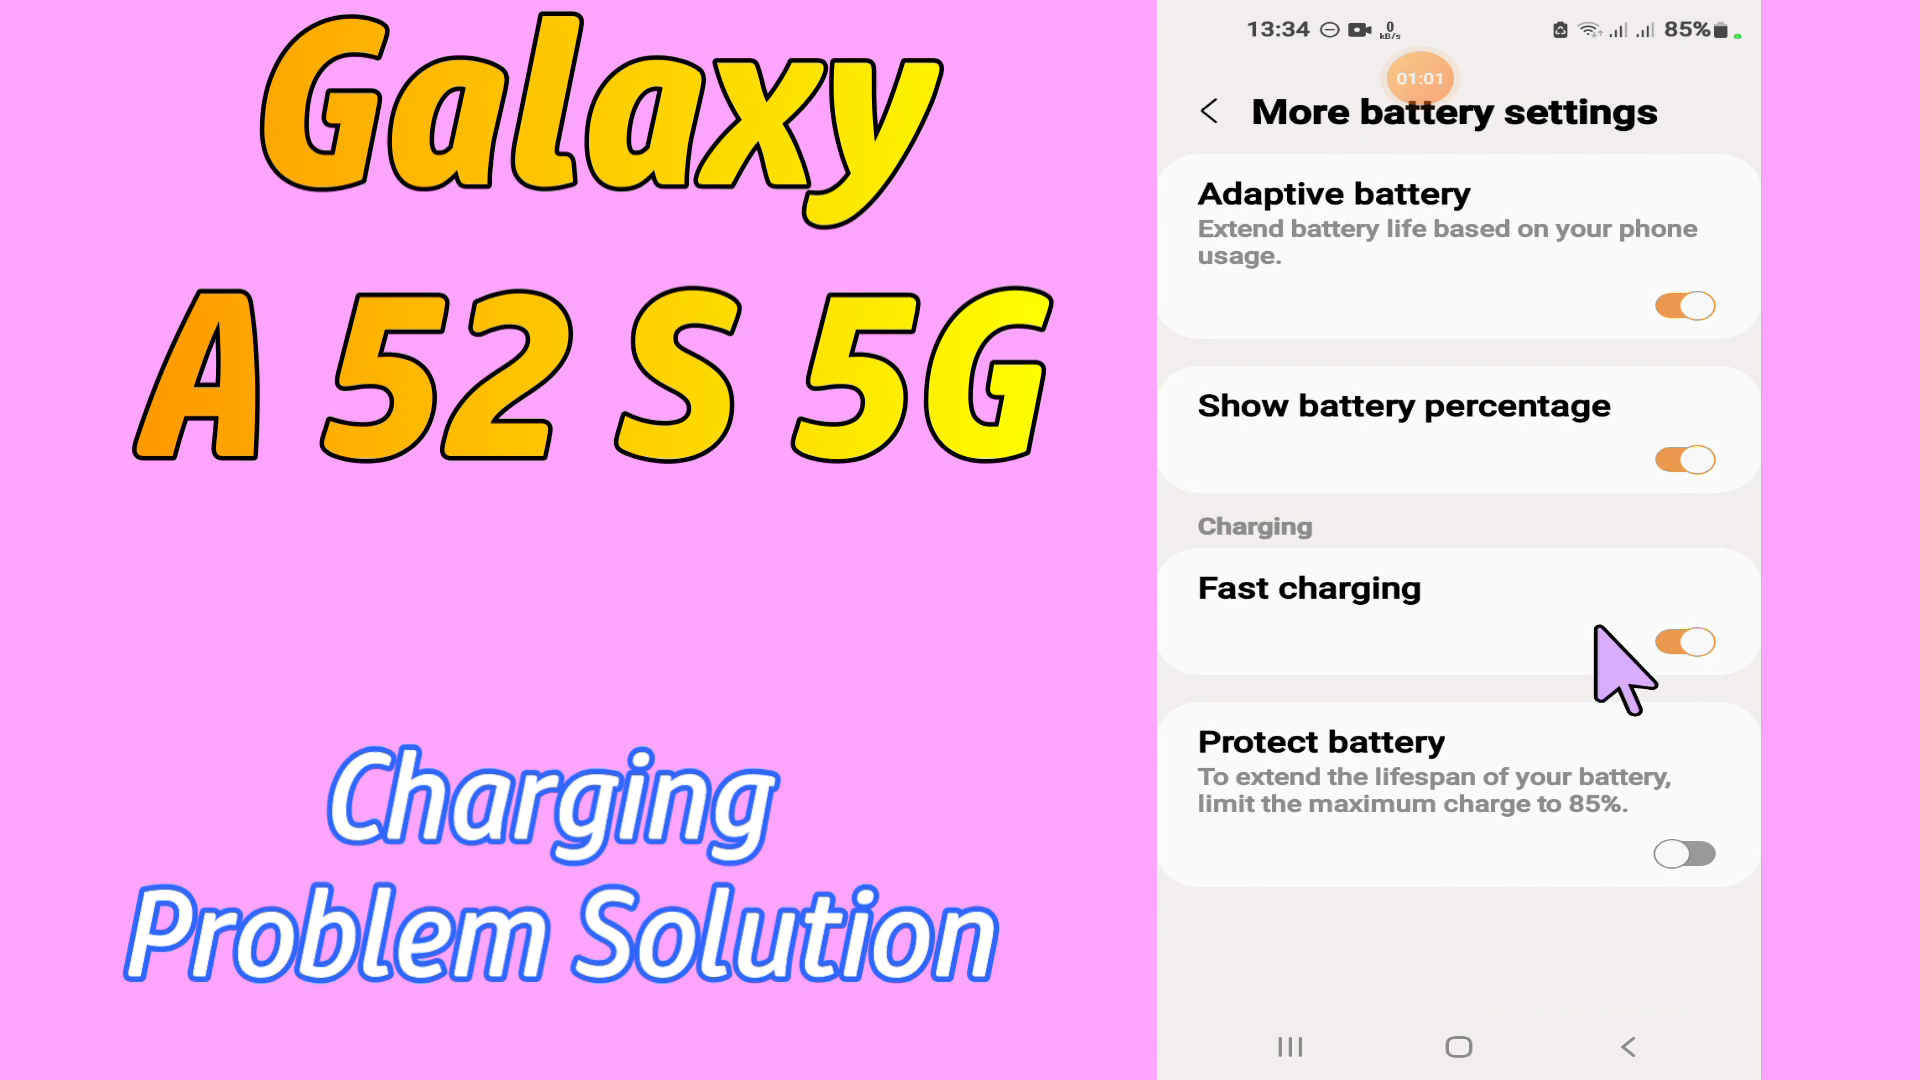 Galaxy
A 52 S 5G
Charging
Problem Solution
13:34 0 kB/s 85%
01:01
More battery settings
Adaptive battery
Extend battery life based on your phone
usage.
Show battery percentage
Charging
Fast charging
Protect battery
To extend the lifespan of your battery,
limit the maximum charge to 85%.